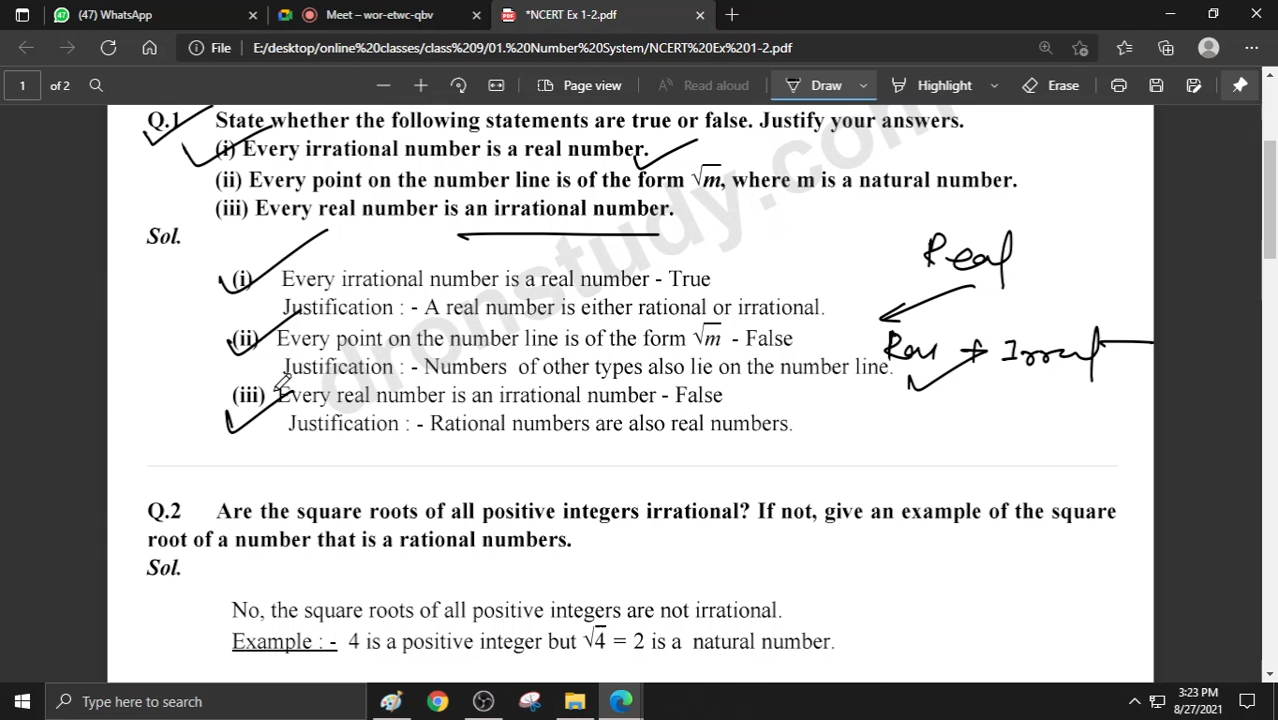 (47) WhatsApp
Meet – wor-etwc-qbv
*NCERT Ex 1-2.pdf
File
E:/desktop/online%20classes/class%209/01.%20Number%20System/NCERT%20Ex%201-2.pdf
1 of 2
Page view
Read aloud
Draw
Highlight
Erase
Q.1 State whether the following statements are true or false. Justify your answers.
(i) Every irrational number is a real number.
(ii) Every point on the number line is of the form √m, where m is a natural number.
(iii) Every real number is an irrational number.
Sol.
Real
(i) Every irrational number is a real number - True
Justification : - A real number is either rational or irrational.
(ii) Every point on the number line is of the form √m - False
Justification : - Numbers of other types also lie on the number line.
(iii) Every real number is an irrational number - False
Justification : - Rational numbers are also real numbers.
dronstudy.com
Q.2 Are the square roots of all positive integers irrational? If not, give an example of the square
root of a number that is a rational numbers.
Sol.
No, the square roots of all positive integers are not irrational.
Example : - 4 is a positive integer but √4 = 2 is a natural number.
Type here to search
3:23 PM
8/27/2021